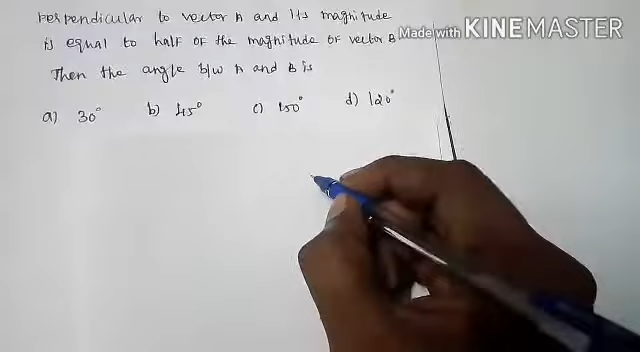 perpendicular to vector A and its magnitude
is equal to half of the magnitude of vector B
Made with KINEMASTER
Then the angle b/w A and B is
a) 30° b) 45° c) 150° d) 120°